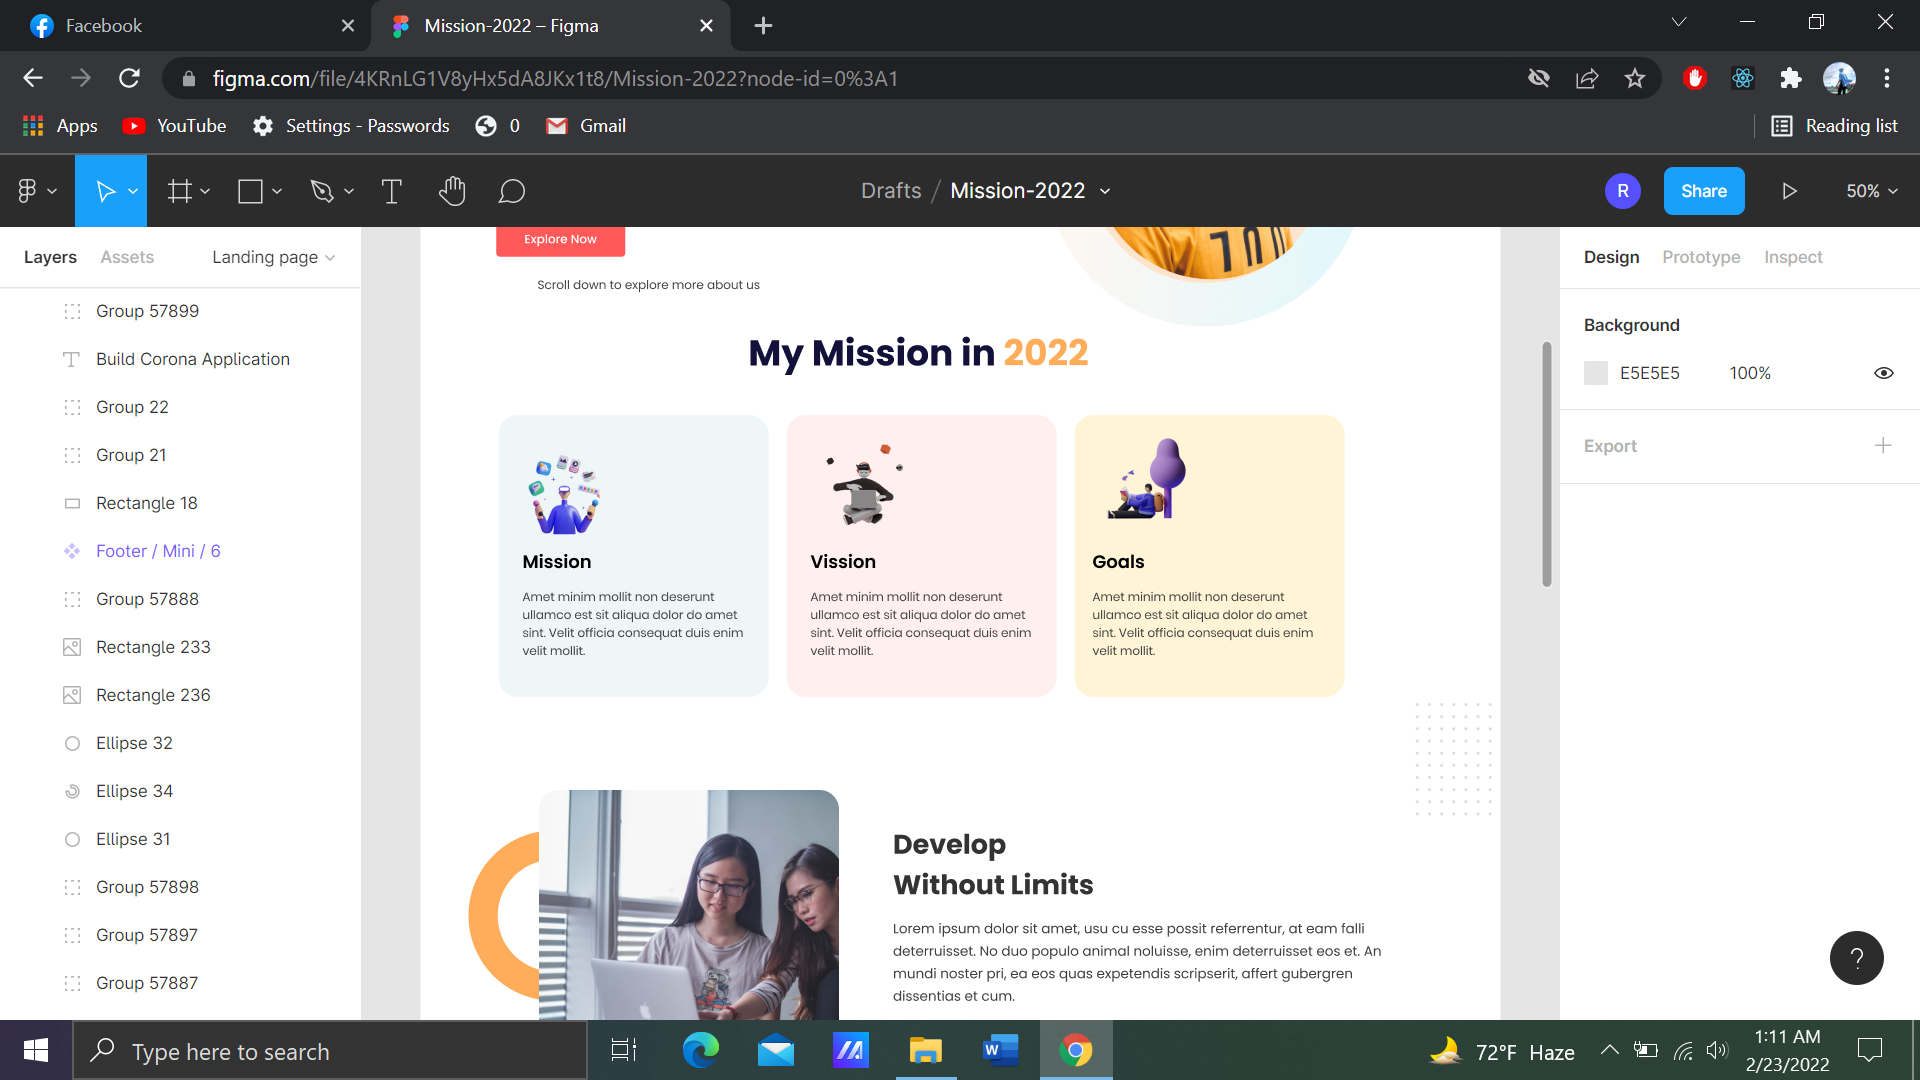 Facebook
Mission-2022 – Figma
figma.com/file/4KRnLG1V8yHx5dA8JKx1t8/Mission-2022?node-id=0%3A1
Apps YouTube Settings - Passwords 0 Gmail Reading list
Drafts / Mission-2022 R Share 50%
Layers Assets Landing page
Group 57899
Build Corona Application
Group 22
Group 21
Rectangle 18
Footer / Mini / 6
Group 57888
Rectangle 233
Rectangle 236
Ellipse 32
Ellipse 34
Ellipse 31
Group 57898
Group 57897
Group 57887
Explore Now
Scroll down to explore more about us
My Mission in 2022
Mission
Amet minim mollit non deserunt
ullamco est sit aliqua dolor do amet
sint. Velit officia consequat duis enim
velit mollit.
Vission
Amet minim mollit non deserunt
ullamco est sit aliqua dolor do amet
sint. Velit officia consequat duis enim
velit mollit.
Goals
Amet minim mollit non deserunt
ullamco est sit aliqua dolor do amet
sint. Velit officia consequat duis enim
velit mollit.
Develop
Without Limits
Lorem ipsum dolor sit amet, usu cu esse possit referrentur, at eam falli
deterruisset. No duo populo animal noluisse, enim deterruisset eos et. An
mundi noster pri, ea eos quas expetendis scripserit, affert gubergren
dissentias et cum.
Design Prototype Inspect
Background
E5E5E5 100%
Export
?
Type here to search
72°F Haze
1:11 AM
2/23/2022